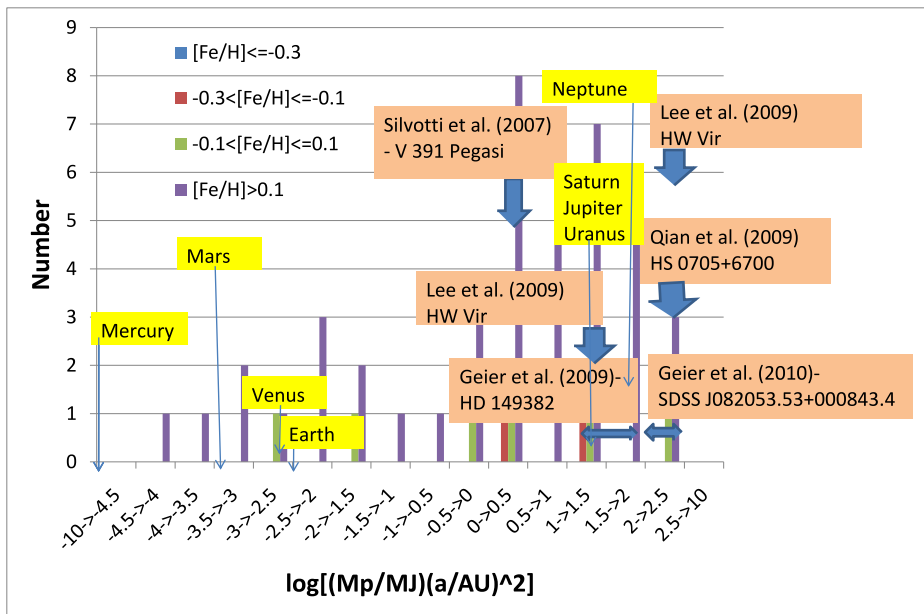 9
8
7
6
5
4
3
2
1
0
Number
[Fe/H]<=-0.3
-0.3<[Fe/H]<=-0.1
-0.1<[Fe/H]<=0.1
[Fe/H]>0.1
Silvotti et al. (2007)
- V 391 Pegasi
Neptune
Lee et al. (2009)
HW Vir
Saturn
Jupiter
Uranus
Qian et al. (2009)
HS 0705+6700
Mars
Lee et al. (2009)
HW Vir
Mercury
Venus
Earth
Geier et al. (2009)-
HD 149382
Geier et al. (2010)-
SDSS J082053.53+000843.4
-10->-4.5
-4.5->-4
-4->-3.5
-3.5->-3
-3->-2.5
-2.5->-2
-2->-1.5
-1.5->-1
-1->-0.5
-0.5->0
0->0.5
0.5->1
1->1.5
1.5->2
2->2.5
2.5->10
log[(Mp/MJ)(a/AU)^2]